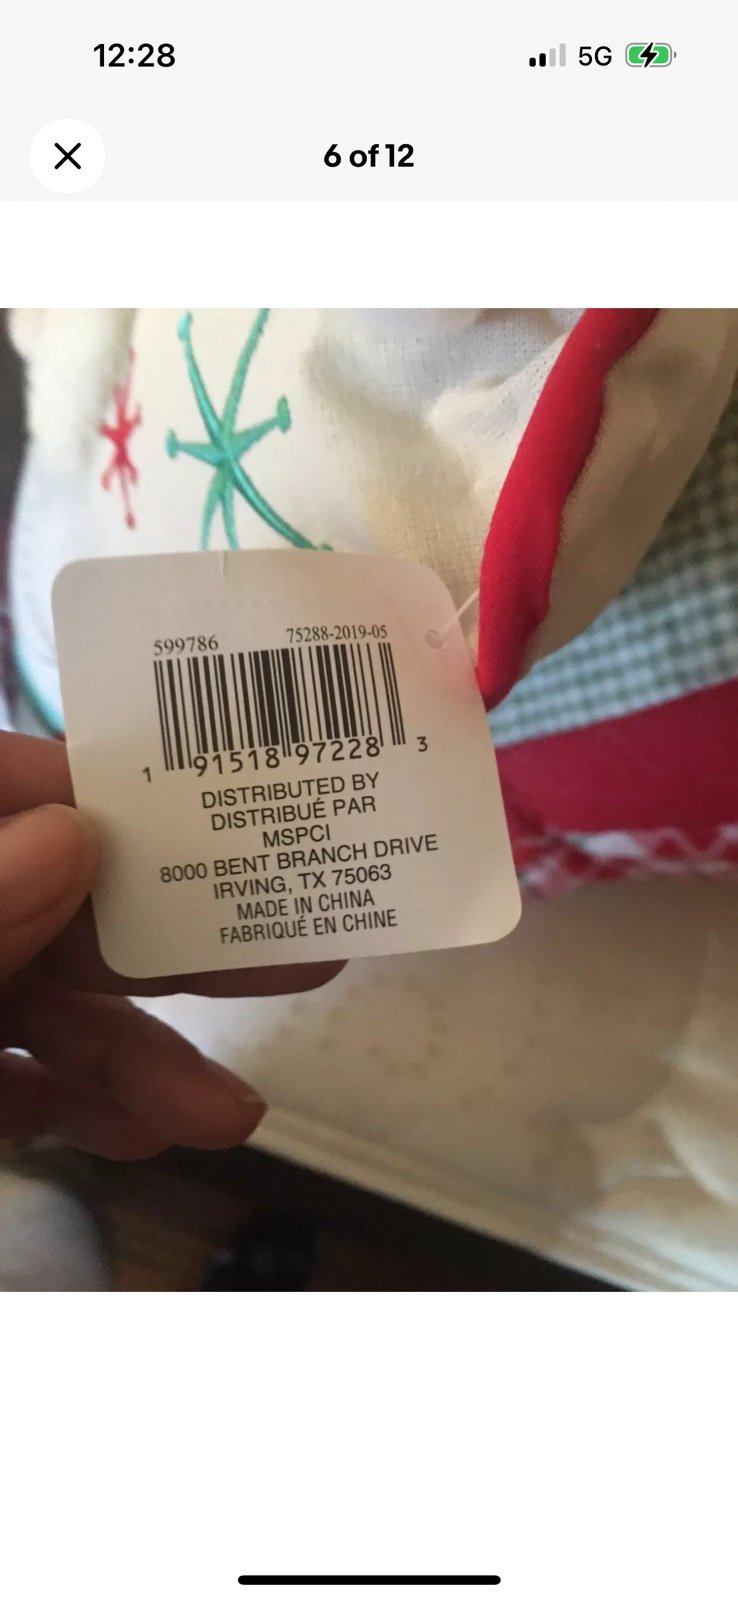 12:28 5G
6 of 12
599786 75288-2019-05
1 91518 97228 3
DISTRIBUTED BY
DISTRIBUÉ PAR
MSPCI
8000 BENT BRANCH DRIVE
IRVING, TX 75063
MADE IN CHINA
FABRIQUÉ EN CHINE